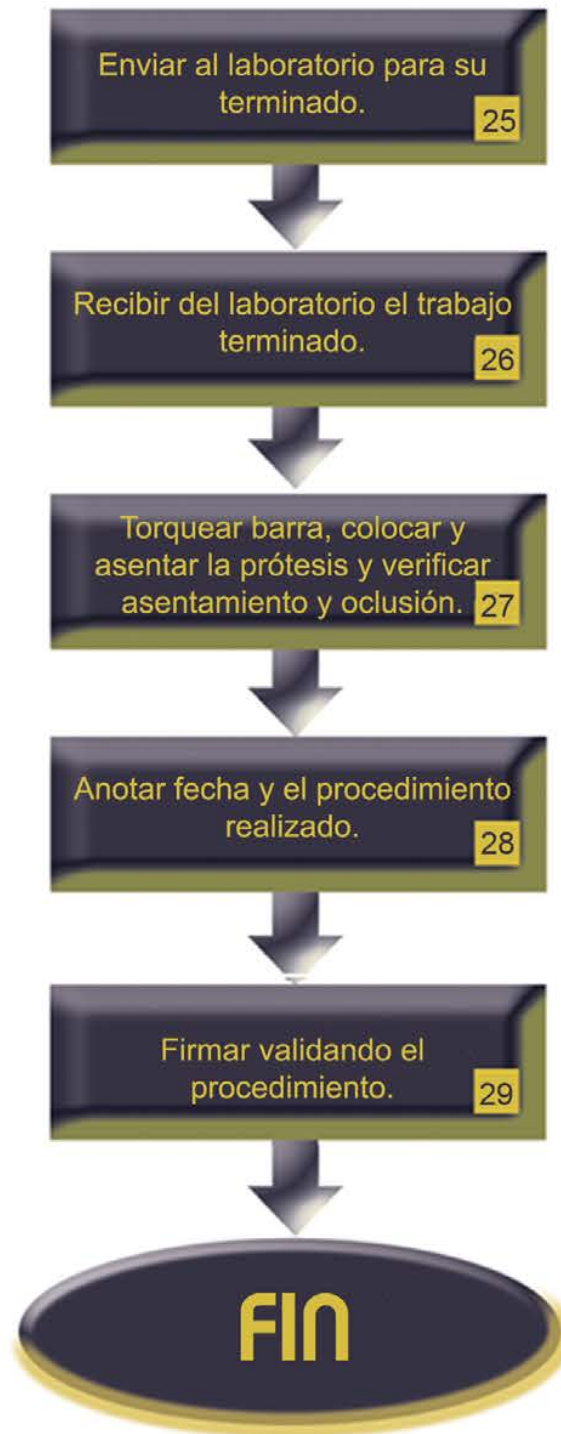 Enviar al laboratorio para su
terminado.
25
Recibir del laboratorio el trabajo
terminado.
26
Torquear barra, colocar y
asentar la prótesis y verificar
asentamiento y oclusión.
27
Anotar fecha y el procedimiento
realizado.
28
Firmar validando el
procedimiento.
29
FIN